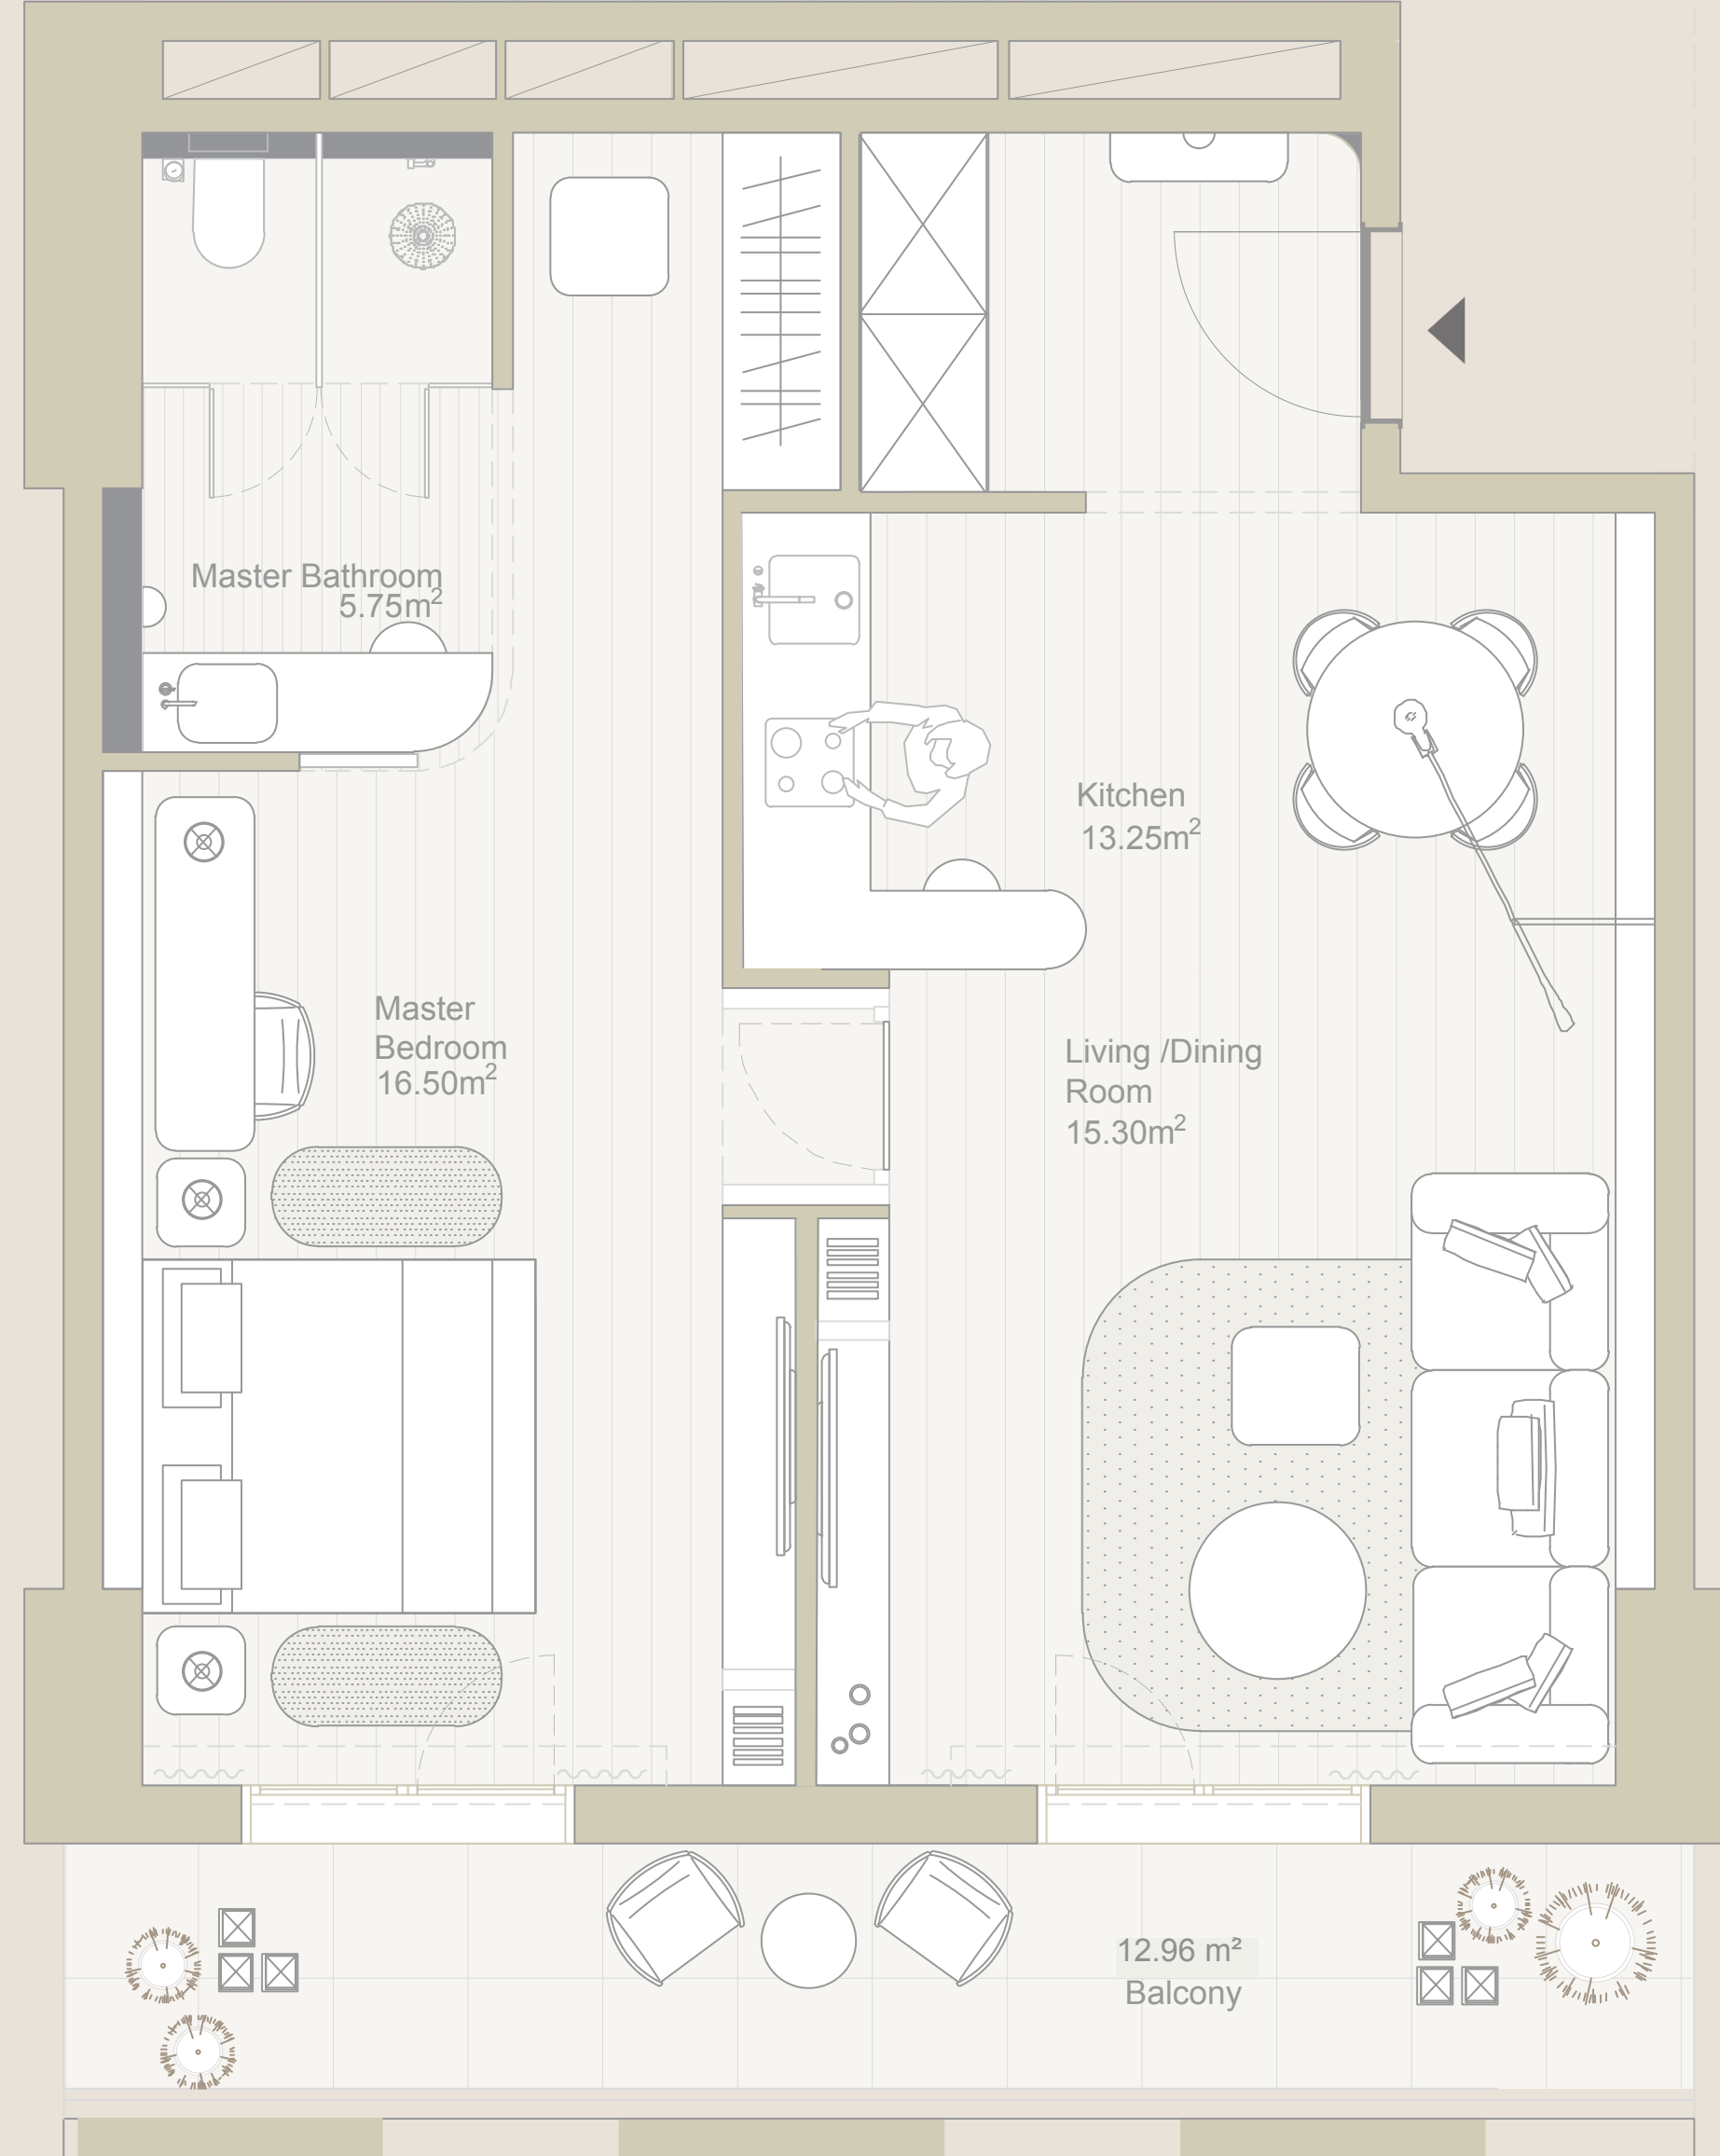 Master Bathroom
5.75m²
Kitchen
13.25m²
Master
Bedroom
16.50m²
Living /Dining
Room
15.30m²
12.96 m²
Balcony